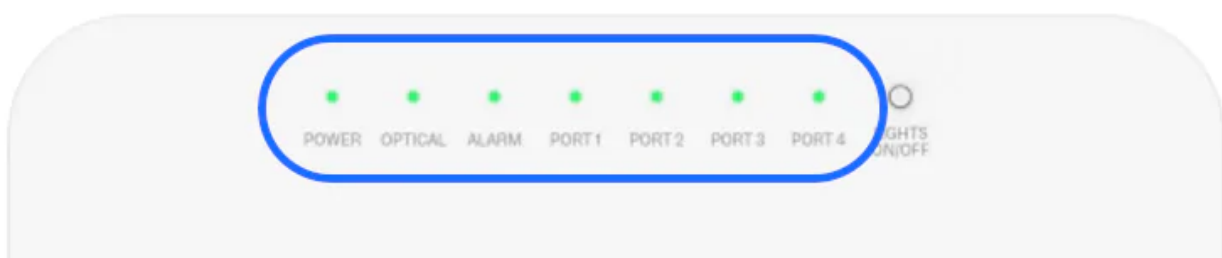 POWER OPTICAL ALARM PORT 1 PORT 2 PORT 3 PORT 4
ON/OFF